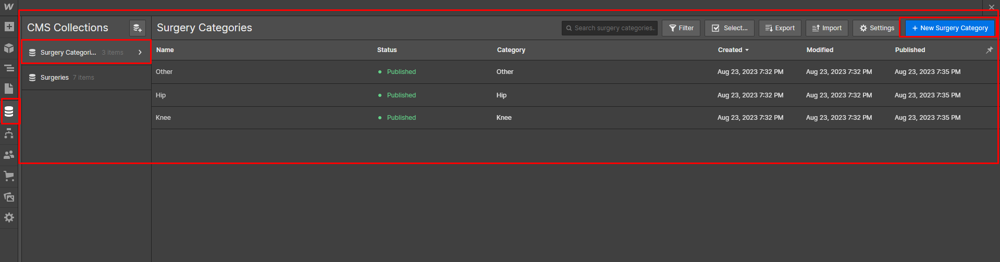 W
CMS Collections
Surgery Categories
Search surgery categories..
Filter
Select...
Export
Import
Settings
+ New Surgery Category
Surgery Categori... 3 items
Surgeries 7 items
Name Status Category Created Modified Published
Other Published Other Aug 23, 2023 7:32 PM Aug 23, 2023 7:32 PM Aug 23, 2023 7:35 PM
Hip Published Hip Aug 23, 2023 7:32 PM Aug 23, 2023 7:32 PM Aug 23, 2023 7:35 PM
Knee Published Knee Aug 23, 2023 7:32 PM Aug 23, 2023 7:32 PM Aug 23, 2023 7:35 PM